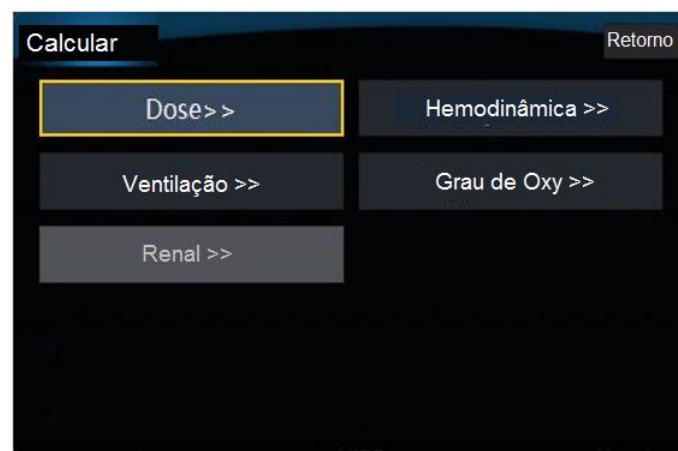 Calcular
Retorno
Dose>>
Hemodinâmica >>
Ventilação >>
Grau de Oxy >>
Renal >>